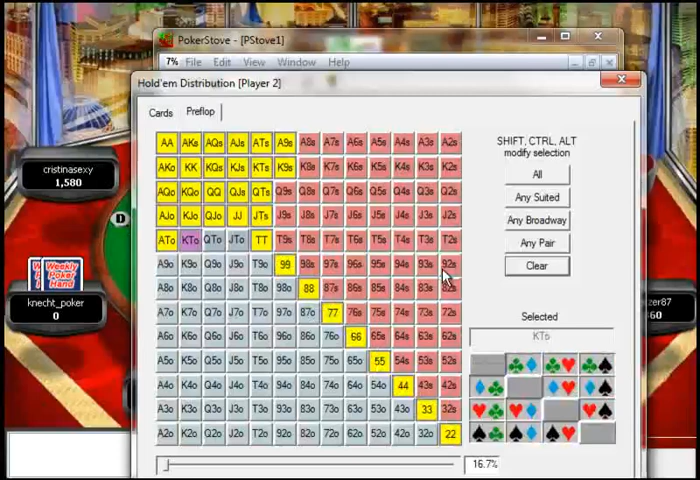 PokerStove - [PStove1]
7% File Edit View Window Help
Hold'em Distribution [Player 2]
Cards Preflop
AA AKs AQs AJs ATs A9s A8s A7s A6s A5s A4s A3s A2s
AKo KK KQs KJs KTs K9s K8s K7s K6s K5s K4s K3s K2s
AQo KQo QQ QJs QTs Q9s Q8s Q7s Q6s Q5s Q4s Q3s Q2s
AJo KJo QJo JJ JTs J9s J8s J7s J6s J5s J4s J3s J2s
ATo KTo QTo JTo TT T9s T8s T7s T6s T5s T4s T3s T2s
A9o K9o Q9o J9o T9o 99 98s 97s 96s 95s 94s 93s 92s
A8o K8o Q8o J8o T8o 98o 88 87s 86s 85s 84s 83s 82s
A7o K7o Q7o J7o T7o 97o 87o 77 76s 75s 74s 73s 72s
A6o K6o Q6o J6o T6o 96o 86o 76o 66 65s 64s 63s 62s
A5o K5o Q5o J5o T5o 95o 85o 75o 65o 55 54s 53s 52s
A4o K4o Q4o J4o T4o 94o 84o 74o 64o 54o 44 43s 42s
A3o K3o Q3o J3o T3o 93o 83o 73o 63o 53o 43o 33 32s
A2o K2o Q2o J2o T2o 92o 82o 72o 62o 52o 42o 32o 22
16.7%
SHIFT, CTRL, ALT
modify selection
All
Any Suited
Any Broadway
Any Pair
Clear
Selected
KTo
cristinasexy
1,580
D
Weekly
Poker
Hand
knecht_poker
0
zer87
360